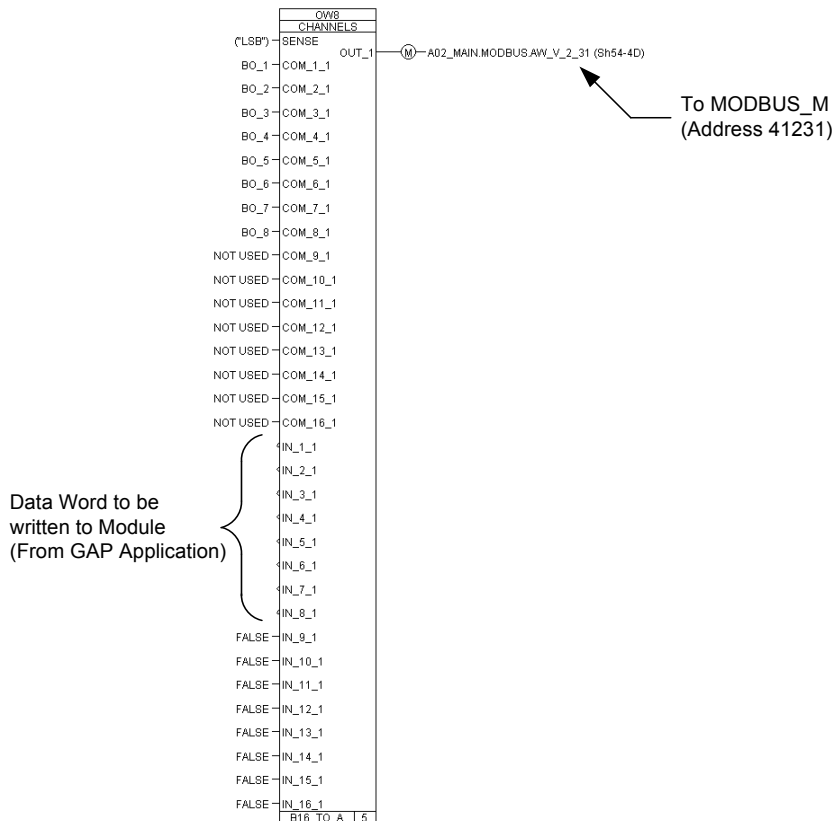 OW8
CHANNELS
("LSB") SENSE
OUT_1 M A02_MAIN.MODBUS.AW_V_2_31 (Sh54-4D)
BO_1 COM_1_1
BO_2 COM_2_1
BO_3 COM_3_1
BO_4 COM_4_1
BO_5 COM_5_1
BO_6 COM_6_1
BO_7 COM_7_1
BO_8 COM_8_1
NOT USED COM_9_1
NOT USED COM_10_1
NOT USED COM_11_1
NOT USED COM_12_1
NOT USED COM_13_1
NOT USED COM_14_1
NOT USED COM_15_1
NOT USED COM_16_1
IN_1_1
IN_2_1
IN_3_1
IN_4_1
IN_5_1
IN_6_1
IN_7_1
IN_8_1
FALSE IN_9_1
FALSE IN_10_1
FALSE IN_11_1
FALSE IN_12_1
FALSE IN_13_1
FALSE IN_14_1
FALSE IN_15_1
FALSE IN_16_1
B16_TO_A 5
To MODBUS_M
(Address 41231)
Data Word to be
written to Module
(From GAP Application)